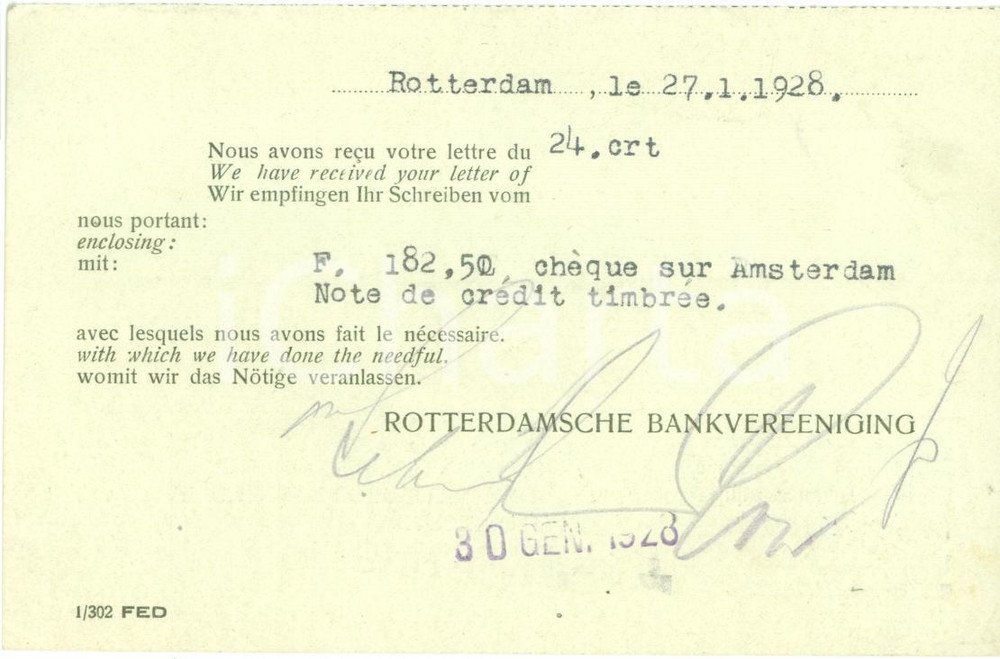 Rotterdam , le 27.1.1928.
Nous avons reçu votre lettre du 24.crt
We have received your letter of
Wir empfingen Ihr Schreiben vom
nous portant:
enclosing:
mit:
F. 182,50, chèque sur Amsterdam
Note de crédit timbrée.
avec lesquels nous avons fait le nécessaire.
with which we have done the needful.
womit wir das Nötige veranlassen.
ROTTERDAMSCHE BANKVEREENIGING
30 GEN. 1928
1/302 FED